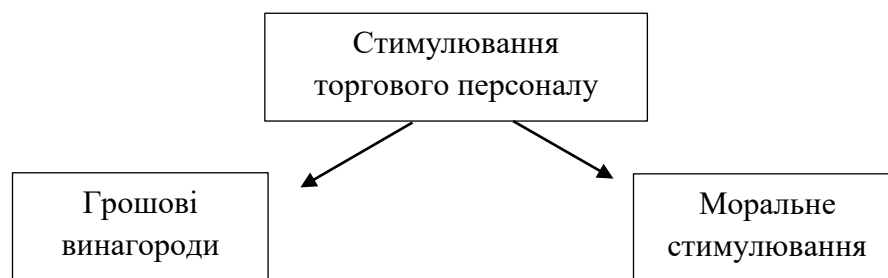 Стимулювання
торгового персоналу
Грошові
винагороди
Моральне
стимулювання